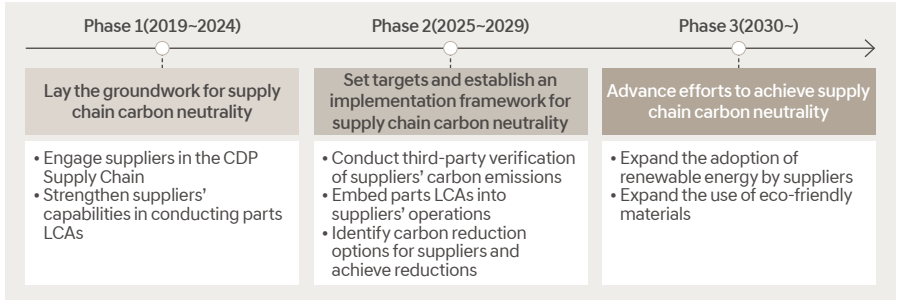 Phase 1(2019~2024)
Phase 2(2025~2029)
Phase 3(2030~)
Lay the groundwork for supply
chain carbon neutrality
Set targets and establish an
implementation framework for
supply chain carbon neutrality
Advance efforts to achieve supply
chain carbon neutrality
• Engage suppliers in the CDP
Supply Chain
• Strengthen suppliers’
capabilities in conducting parts
LCAs
• Conduct third-party verification
of suppliers’ carbon emissions
• Embed parts LCAs into
suppliers’ operations
• Identify carbon reduction
options for suppliers and
achieve reductions
• Expand the adoption of
renewable energy by suppliers
• Expand the use of eco-friendly
materials